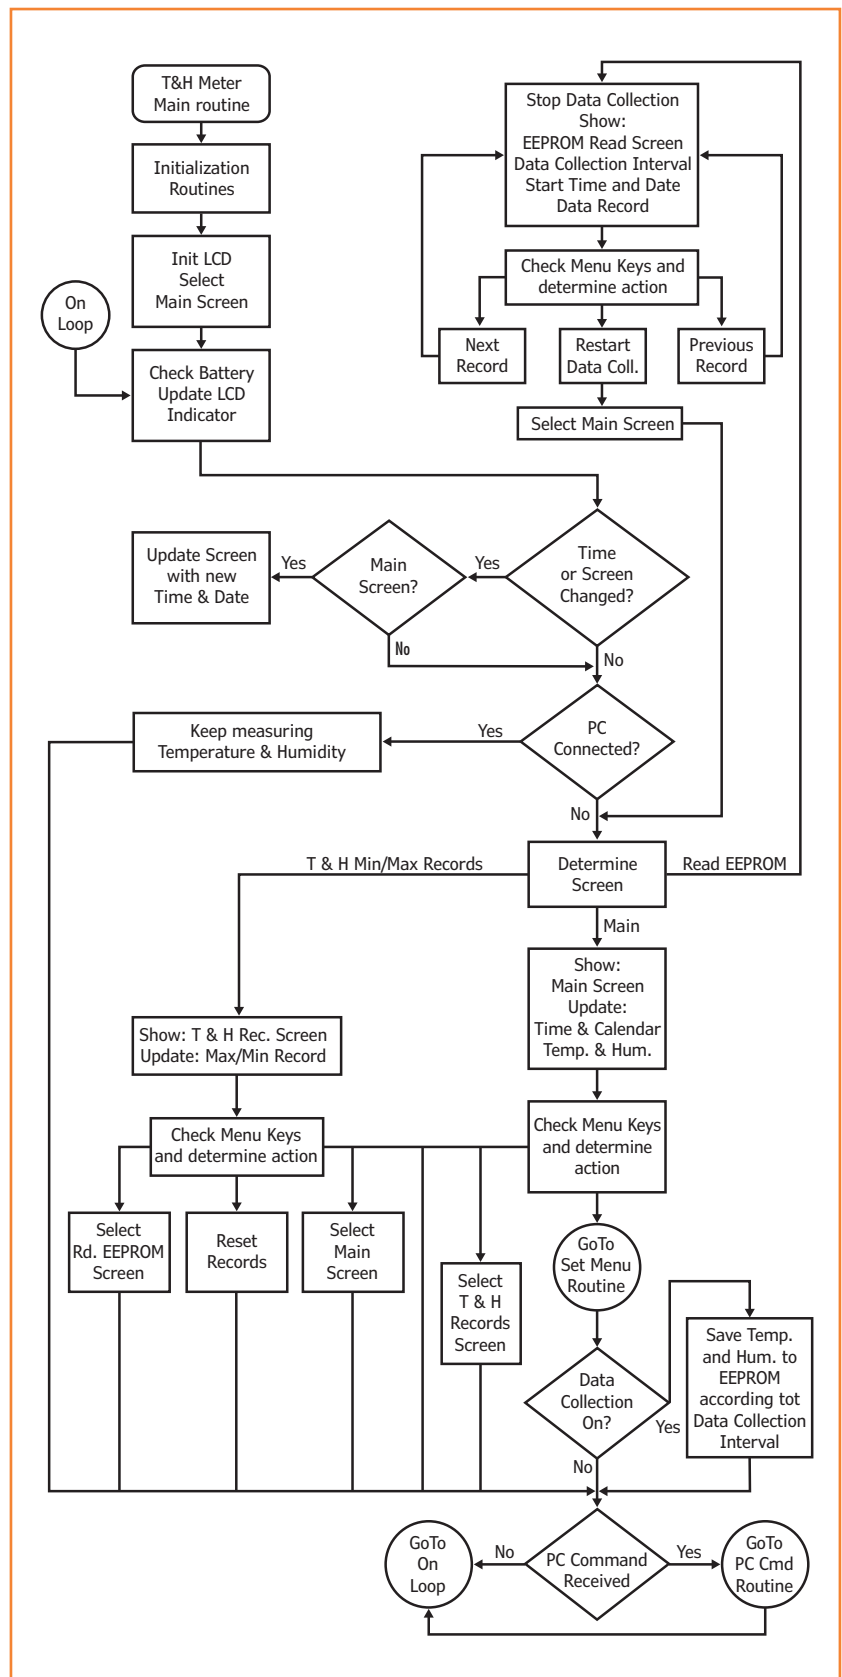 T&H Meter
Main routine
Initialization
Routines
Init LCD
Select
Main Screen
On
Loop
Check Battery
Update LCD
Indicator
Stop Data Collection
Show:
EEPROM Read Screen
Data Collection Interval
Start Time and Date
Data Record
Check Menu Keys and
determine action
Next
Record
Restart
Data Coll.
Previous
Record
Select Main Screen
Update Screen
with new
Time & Date
Yes
Main
Screen?
Yes
Time
or Screen
Changed?
No
No
Keep measuring
Temperature & Humidity
Yes
PC
Connected?
No
T & H Min/Max Records
Determine
Screen
Read EEPROM
Main
Show:
Main Screen
Update:
Time & Calendar
Temp. & Hum.
Show: T & H Rec. Screen
Update: Max/Min Record
Check Menu Keys
and determine action
Check Menu Keys
and determine
action
Select
Rd. EEPROM
Screen
Reset
Records
Select
Main
Screen
Select
T & H
Records
Screen
GoTo
Set Menu
Routine
Data
Collection
On?
Yes
Save Temp.
and Hum. to
EEPROM
according tot
Data Collection
Interval
No
GoTo
On
Loop
No
PC Command
Received
Yes
GoTo
PC Cmd
Routine